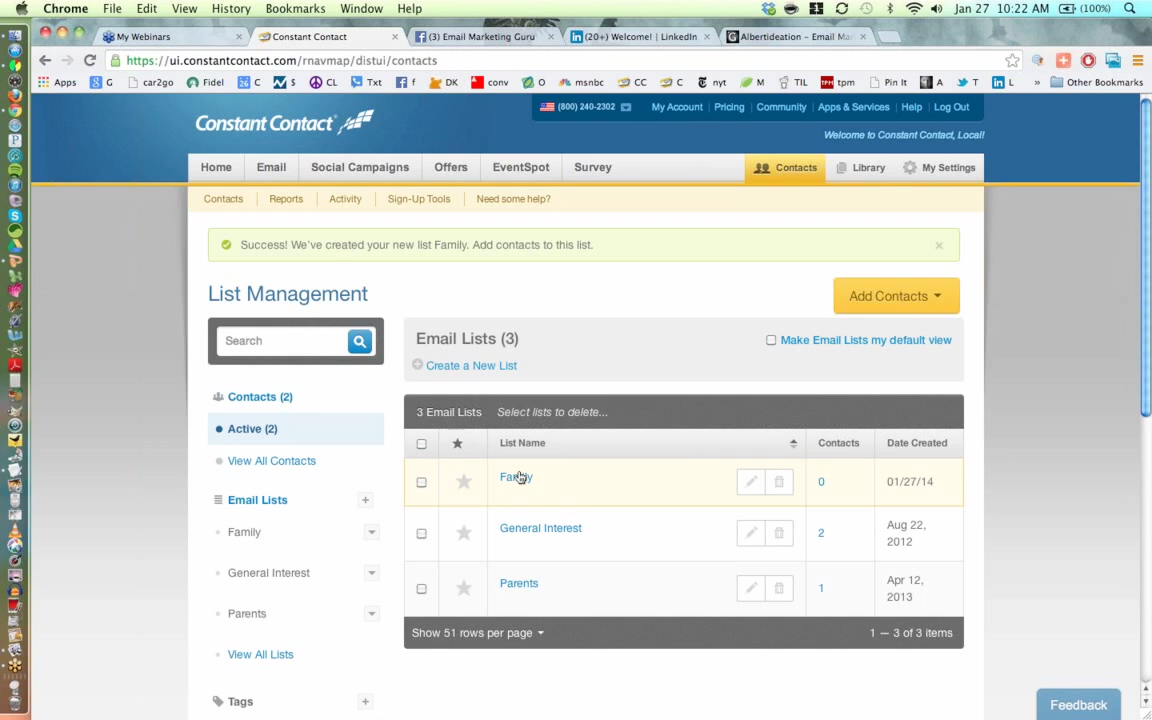 Chrome File Edit View History Bookmarks Window Help Jan 27 10:22 AM (100%)
My Webinars Constant Contact (3) Email Marketing Guru (20+) Welcome! | LinkedIn Albertideation – Email Ma
https://ui.constantcontact.com/rnavmap/distui/contacts
Apps G car2go Fidel C S CL Txt f DK conv O msnbc CC C nyt M TIL tpm Pin It A T L » Other Bookmarks
(800) 240-2302 My Account Pricing Community Apps & Services Help Log Out
Constant Contact
Welcome to Constant Contact, Local!
Home Email Social Campaigns Offers EventSpot Survey Contacts Library My Settings
Contacts Reports Activity Sign-Up Tools Need some help?
Success! We've created your new list Family. Add contacts to this list. ×
List Management
Add Contacts
Search
Email Lists (3)
Make Email Lists my default view
Create a New List
Contacts (2)
Active (2)
View All Contacts
Email Lists +
Family
General Interest
Parents
View All Lists
Tags +
3 Email Lists Select lists to delete...
List Name Contacts Date Created
Family 0 01/27/14
General Interest 2 Aug 22, 
2012
Parents 1 Apr 12,
2013
Show 51 rows per page 1 — 3 of 3 items
Feedback